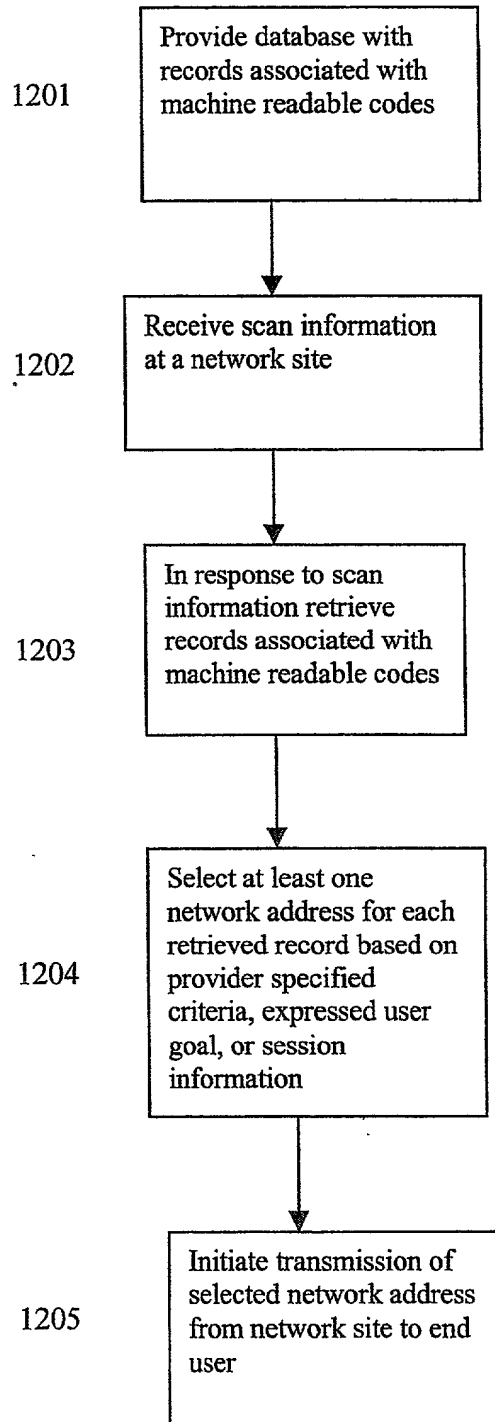 1201
Provide database with
records associated with
machine readable codes
1202
Receive scan information
at a network site
1203
In response to scan
information retrieve
records associated with
machine readable codes
1204
Select at least one
network address for each
retrieved record based on
provider specified
criteria, expressed user
goal, or session
information
1205
Initiate transmission of
selected network address
from network site to end
user